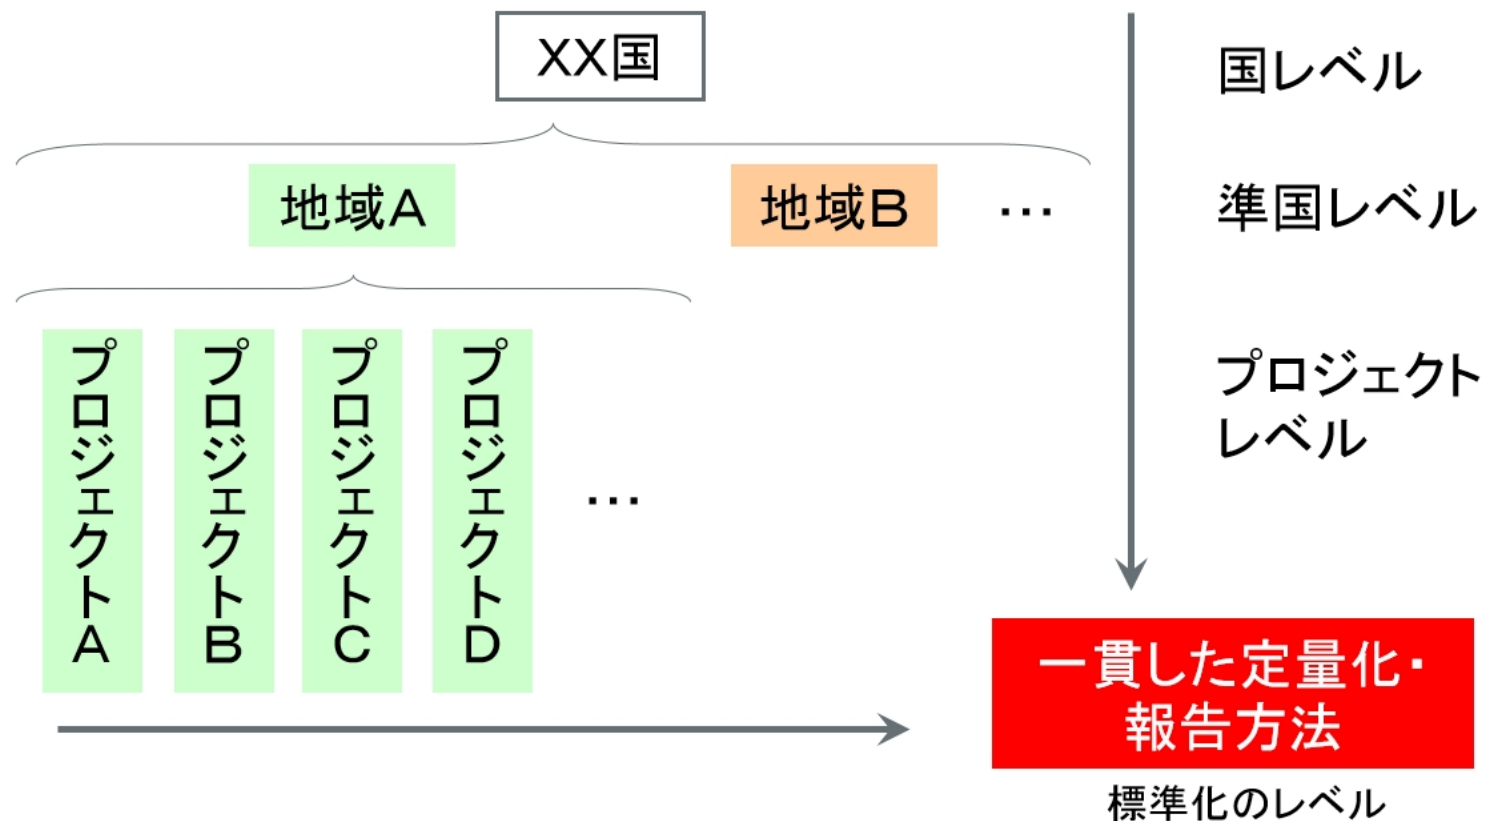 XX国
国レベル
地域A
地域B
…
準国レベル
プロジェクトA
プロジェクトB
プロジェクトC
プロジェクトD
…
プロジェクト
レベル
一貫した定量化・
報告方法
標準化のレベル